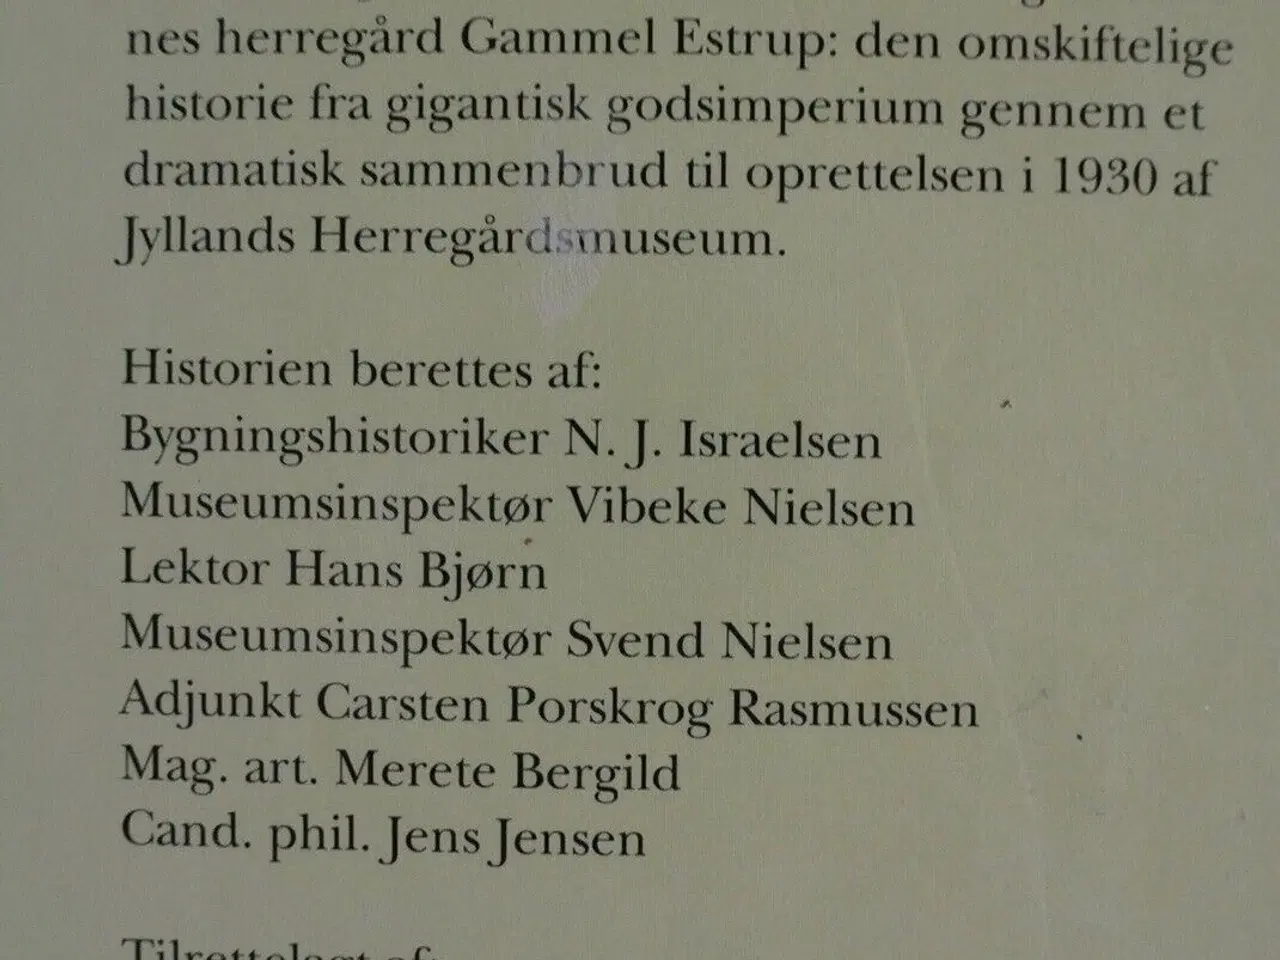 nes herregård Gammel Estrup: den omskiftelige
historie fra gigantisk godsimperium gennem et
dramatisk sammenbrud til oprettelsen i 1930 af
Jyllands Herregårdsmuseum.
Historien berettes af:
Bygningshistoriker N. J. Israelsen
Museumsinspektør Vibeke Nielsen
Lektor Hans Bjørn
Museumsinspektør Svend Nielsen
Adjunkt Carsten Porskrog Rasmussen
Mag. art. Merete Bergild
Cand. phil. Jens Jensen
Tilrettelagt af: